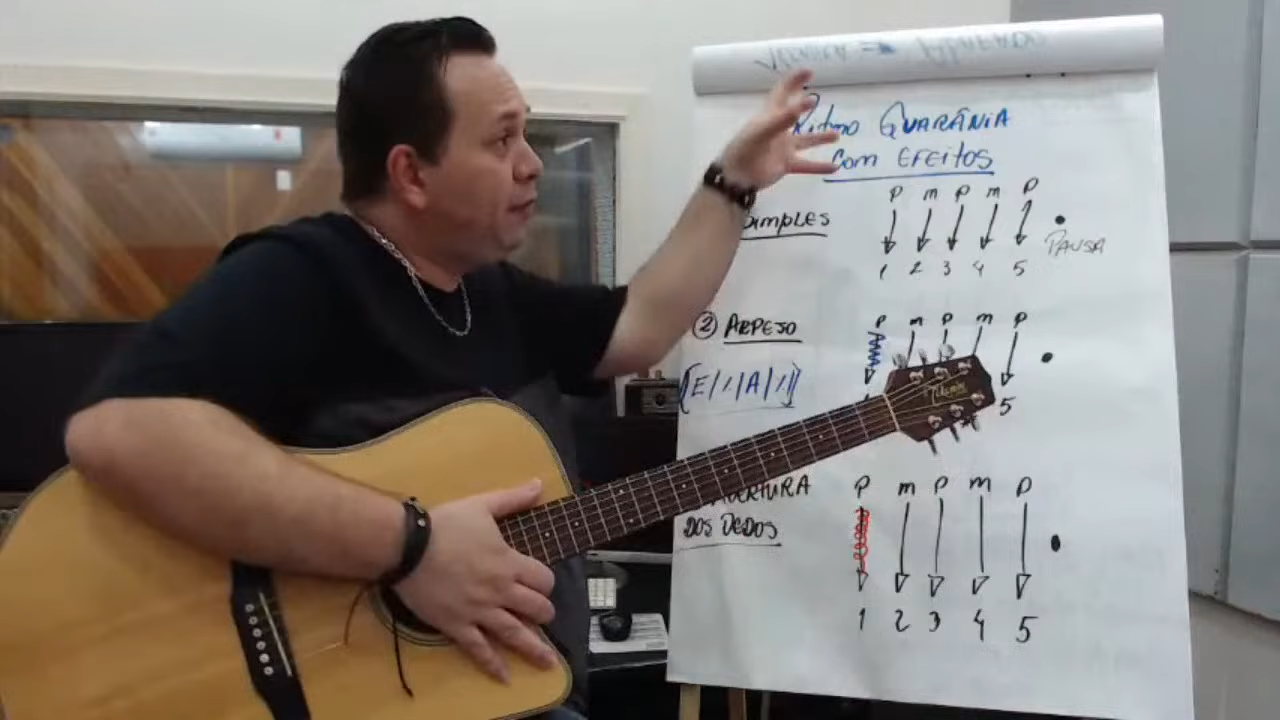 Ritmo GUARÂNIA
COM EFEITOS
P m P m P
SIMPLES
PAUSA
1 2 3 4 5
② ARPEJO
P m P m P
[E / ٪ / A / ٪]
5
P m P m P
ABERTURA
DOS DEDOS
1 2 3 4 5